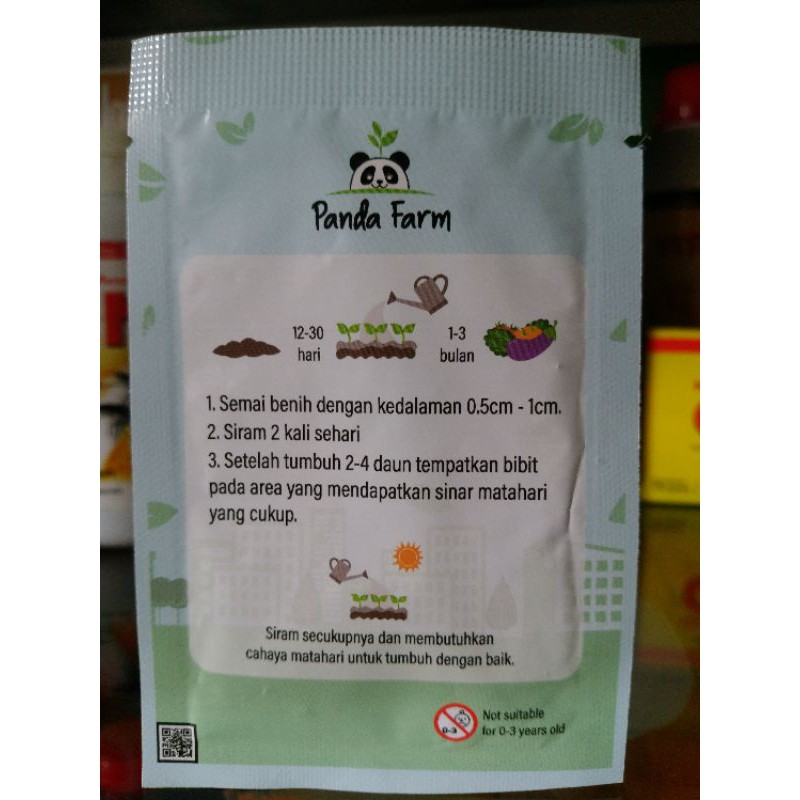 Panda Farm
12-30
hari
1-3
bulan
1. Semai benih dengan kedalaman 0.5cm - 1cm.
2. Siram 2 kali sehari
3. Setelah tumbuh 2-4 daun tempatkan bibit
pada area yang mendapatkan sinar matahari
yang cukup.
Siram secukupnya dan membutuhkan
cahaya matahari untuk tumbuh dengan baik.
0-3
Not suitable
for 0-3 years old